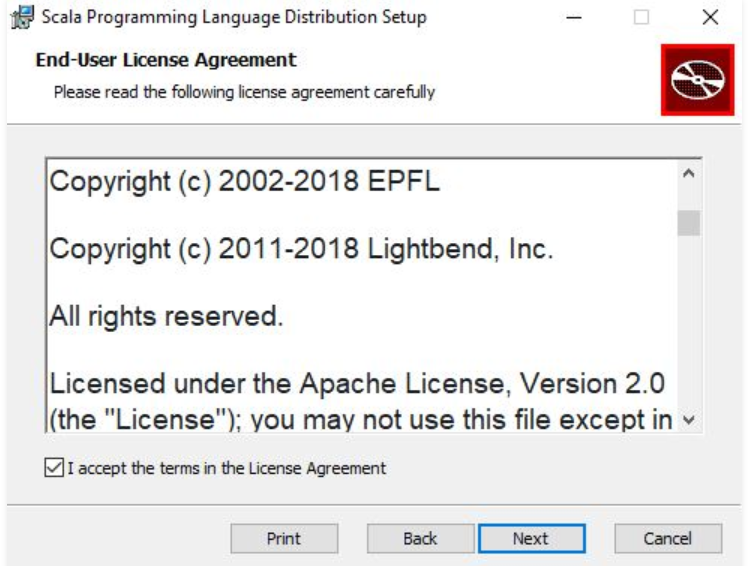 Scala Programming Language Distribution Setup
End-User License Agreement
Please read the following license agreement carefully
Copyright (c) 2002-2018 EPFL
Copyright (c) 2011-2018 Lightbend, Inc.
All rights reserved.
Licensed under the Apache License, Version 2.0
(the "License"); you may not use this file except in
I accept the terms in the License Agreement
Print Back Next Cancel